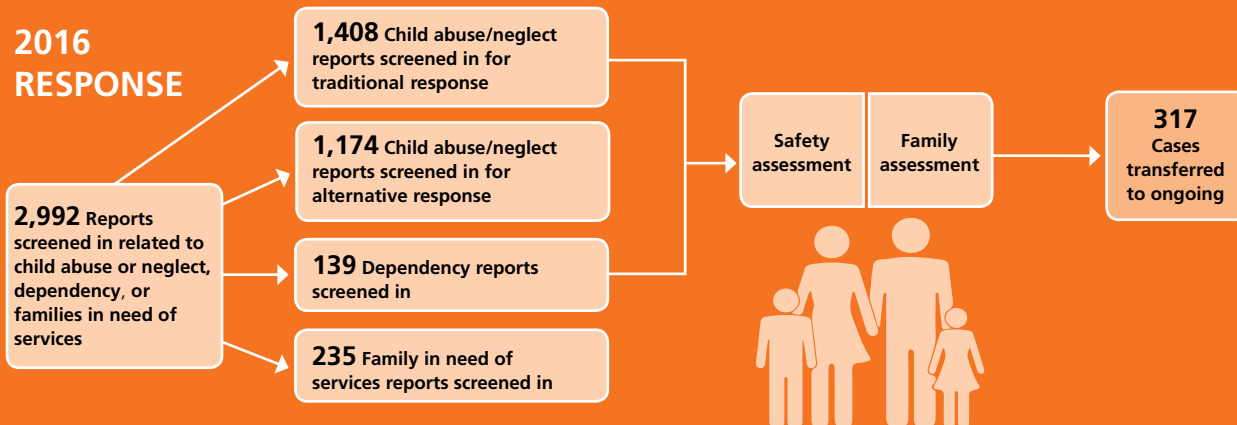 2016
RESPONSE
2,992 Reports
screened in related to
child abuse or neglect,
dependency, or
families in need of
services
1,408 Child abuse/neglect
reports screened in for
traditional response
1,174 Child abuse/neglect
reports screened in for
alternative response
139 Dependency reports
screened in
235 Family in need of
services reports screened in
Safety
assessment
Family
assessment
317
Cases
transferred
to ongoing